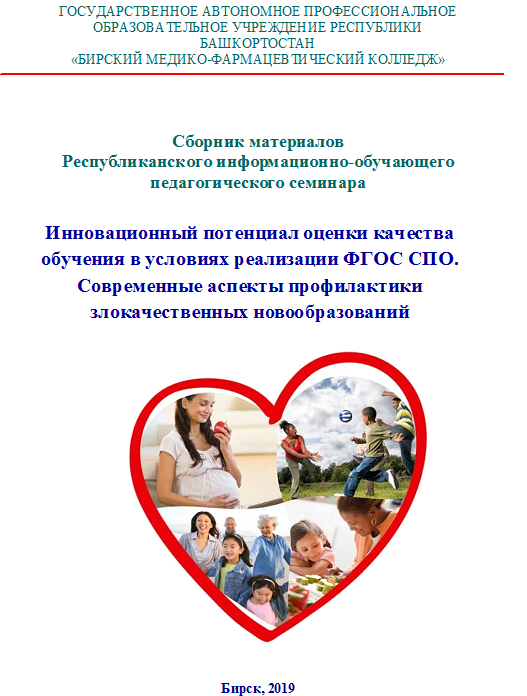 ГОСУДАРСТВЕННОЕ АВТОНОМНОЕ ПРОФЕССИОНАЛЬНОЕ
ОБРАЗОВАТЕЛЬНОЕ УЧРЕЖДЕНИЕ РЕСПУБЛИКИ
БАШКОРТОСТАН
«БИРСКИЙ МЕДИКО-ФАРМАЦЕВТИЧЕСКИЙ КОЛЛЕДЖ»
Сборник материалов
Республиканского информационно-обучающего
педагогического семинара
Инновационный потенциал оценки качества
обучения в условиях реализации ФГОС СПО.
Современные аспекты профилактики
злокачественных новообразований
Бирск, 2019